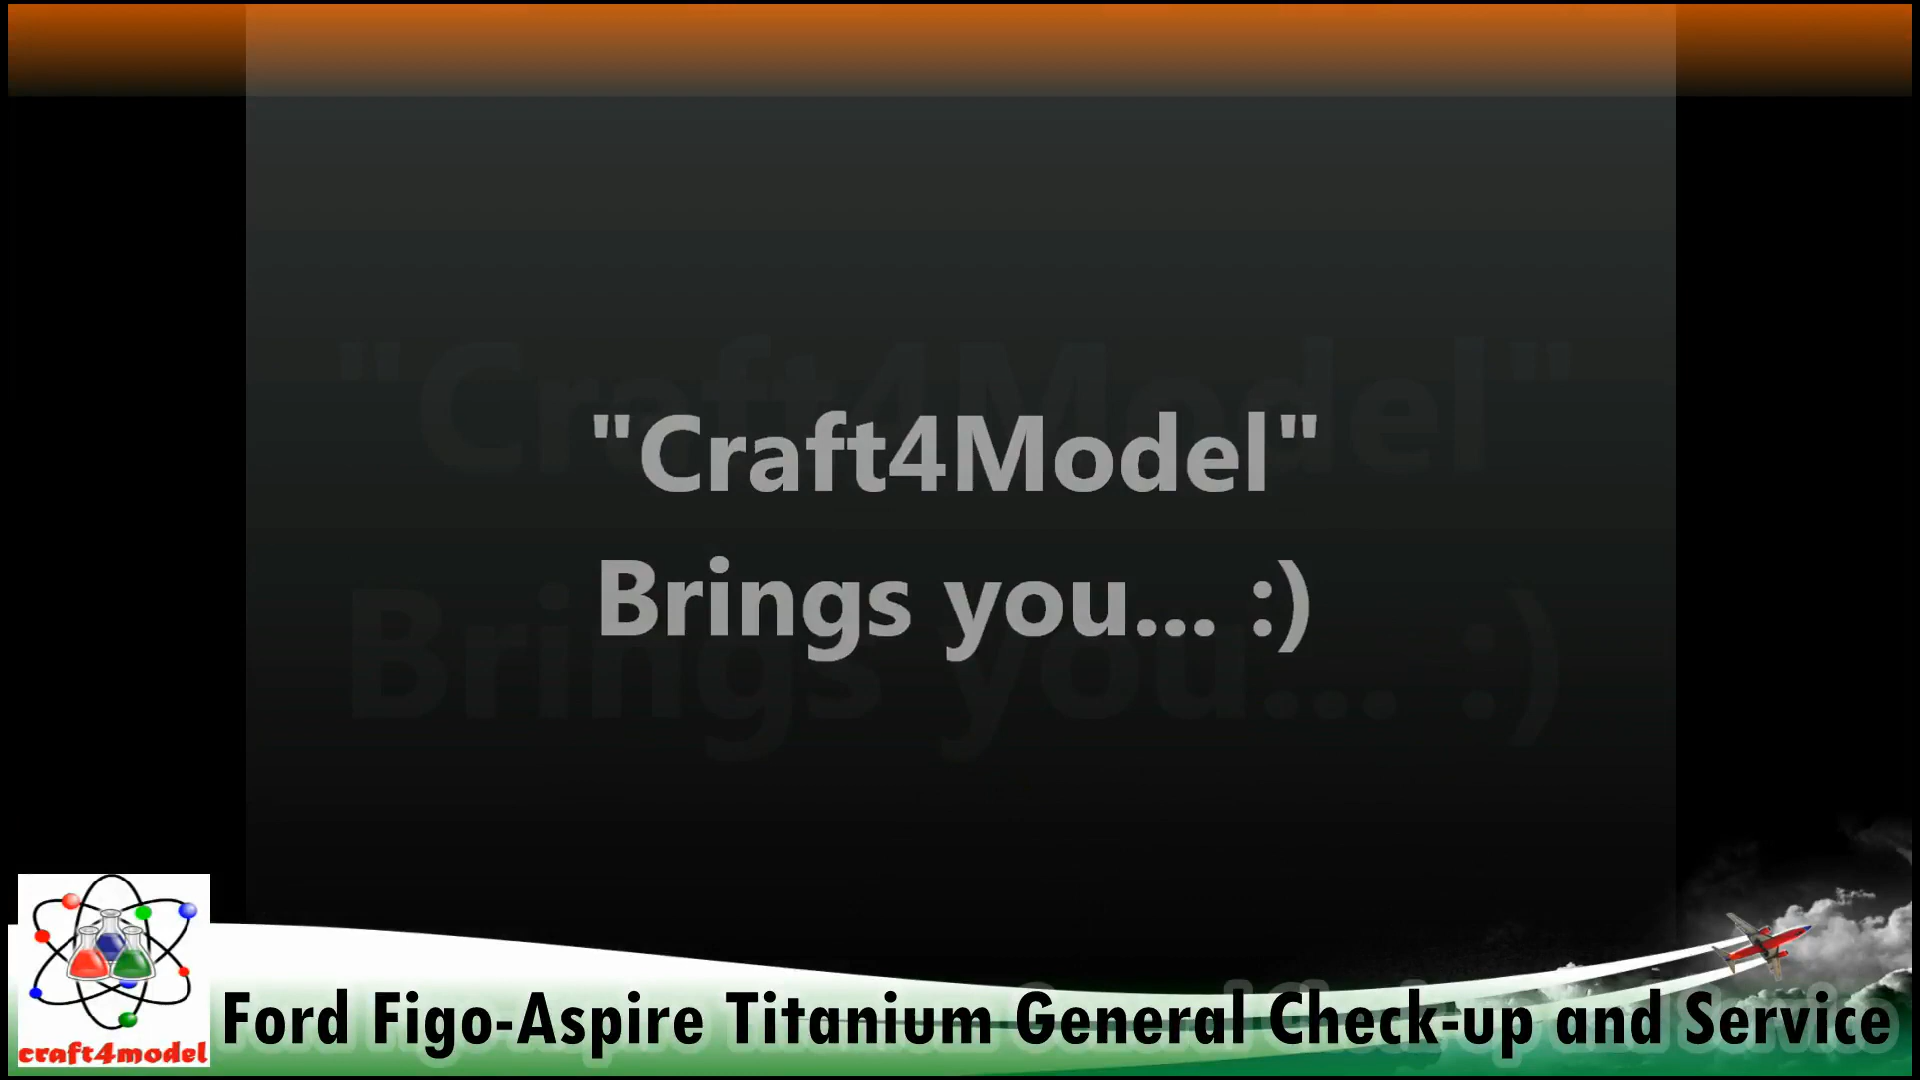 "Craft4Model"
Brings you... :)
craft4model
Ford Figo-Aspire Titanium General Check-up and Service